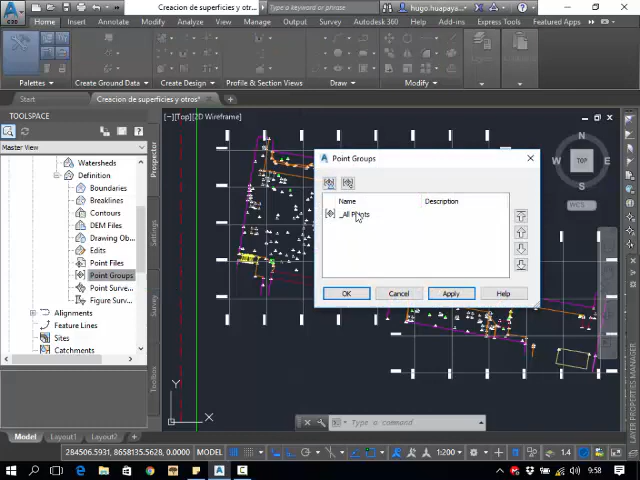 Creacion de superficies y otr...
Type a keyword or phrase
hugo.huapaya...
C3D
Home
Insert
Annotate
Modify
Analyze
View
Manage
Output
Survey
Autodesk 360
Help
Add-ins
Express Tools
Featured Apps
Palettes
Create Ground Data
Create Design
Profile & Section Views
Draw
Modify
Start
Creacion de superficies y otros*
TOOLSPACE
[−][Top][2D Wireframe]
Master View
Watersheds
Definition
Boundaries
Breaklines
Contours
DEM Files
Drawing Ob...
Edits
Point Files
Point Groups
Point Surve...
Figure Surv...
Alignments
Feature Lines
Sites
Catchments
Prospector
Settings
Survey
Toolbox
Point Groups
Name
Description
_All Points
OK
Cancel
Apply
Help
N
TOP
S
WCS
Y
X
LAYER PROPERTIES MANAGER
Type a command
Model
Layout1
Layout2
284506.5931, 8658135.5628, 0.0000
MODEL
1:200
1.4
9:58